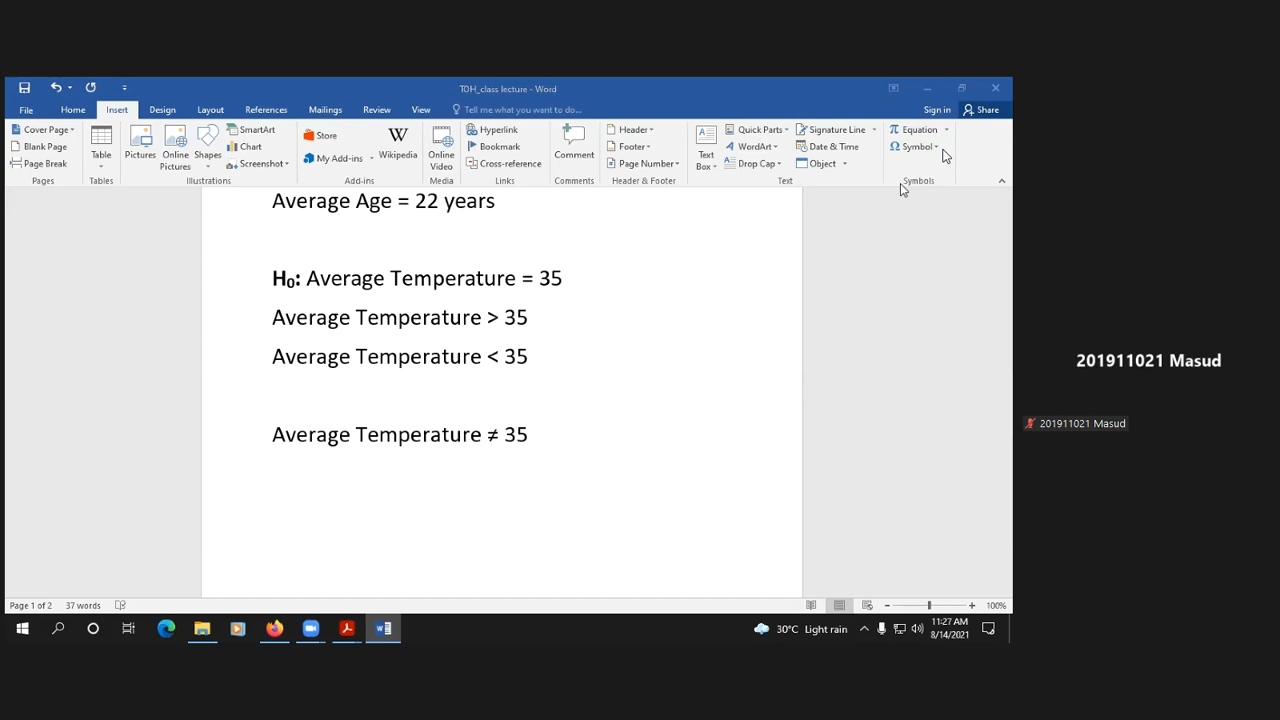 TOH_class lecture - Word
File Home Insert Design Layout References Mailings Review View Tell me what you want to do... Sign in Share
Cover Page
Blank Page
Page Break
Pages
Table
Tables
Pictures
Online Pictures
Shapes
SmartArt
Chart
Screenshot
Illustrations
Store
My Add-ins
Wikipedia
Add-ins
Online Video
Media
Hyperlink
Bookmark
Cross-reference
Links
Comment
Comments
Header
Footer
Page Number
Header & Footer
Text Box
Quick Parts
WordArt
Drop Cap
Signature Line
Date & Time
Object
Text
Equation
Symbol
Symbols
Average Age = 22 years
H₀: Average Temperature = 35
Average Temperature > 35
Average Temperature < 35
Average Temperature ≠ 35
201911021 Masud
201911021 Masud
Page 1 of 2 37 words
100%
30°C Light rain
11:27 AM
8/14/2021